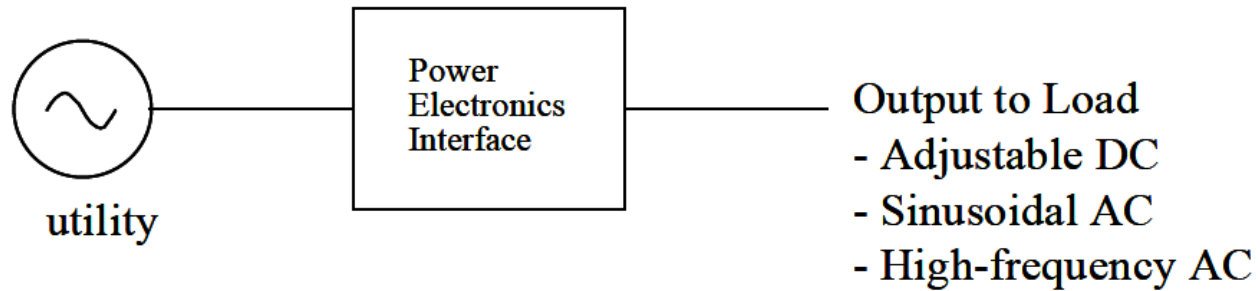 utility
Power
Electronics
Interface
Output to Load
- Adjustable DC
- Sinusoidal AC
- High-frequency AC